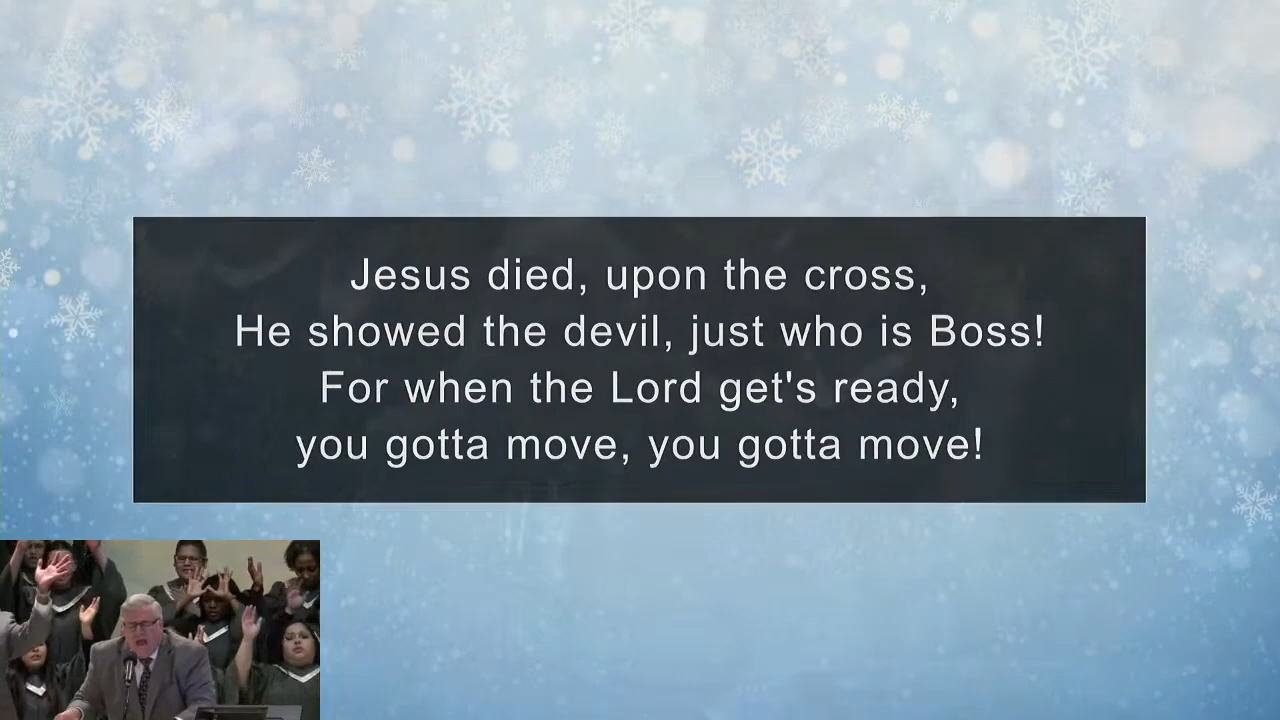 Jesus died, upon the cross,
He showed the devil, just who is Boss!
For when the Lord get's ready,
you gotta move, you gotta move!